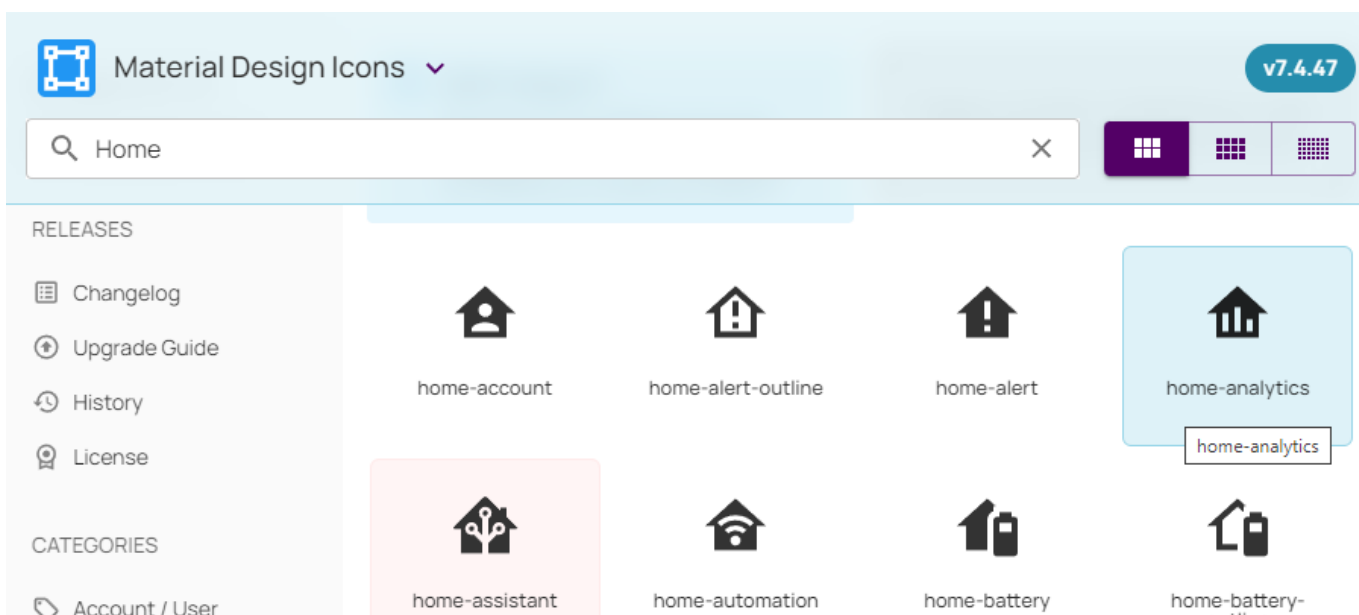 Material Design Icons
v7.4.47
Home
RELEASES
Changelog
Upgrade Guide
History
License
CATEGORIES
Account / User
home-account
home-alert-outline
home-alert
home-analytics
home-analytics
home-assistant
home-automation
home-battery
home-battery-